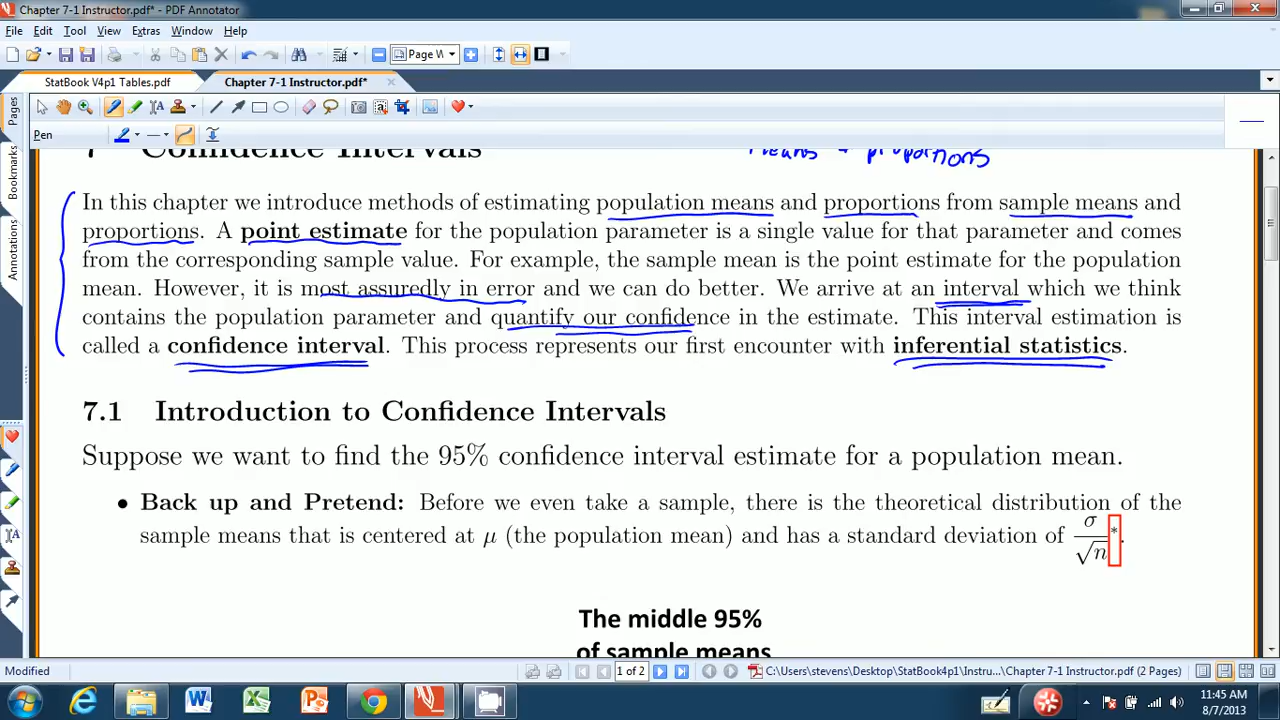 Chapter 7-1 Instructor.pdf* - PDF Annotator
File Edit Tool View Extras Window Help
Page W
StatBook V4p1 Tables.pdf
Chapter 7-1 Instructor.pdf*
Pen
Pages
Bookmarks
Annotations
7 Confidence Intervals
Means + proportions
In this chapter we introduce methods of estimating population means and proportions from sample means and
proportions. A point estimate for the population parameter is a single value for that parameter and comes
from the corresponding sample value. For example, the sample mean is the point estimate for the population
mean. However, it is most assuredly in error and we can do better. We arrive at an interval which we think
contains the population parameter and quantify our confidence in the estimate. This interval estimation is
called a confidence interval. This process represents our first encounter with inferential statistics.
7.1 Introduction to Confidence Intervals
Suppose we want to find the 95% confidence interval estimate for a population mean.
• Back up and Pretend: Before we even take a sample, there is the theoretical distribution of the
sample means that is centered at μ (the population mean) and has a standard deviation of σ/√n*.
The middle 95%
of sample means
Modified
1 of 2
C:\Users\stevens\Desktop\StatBook4p1\Instru...\Chapter 7-1 Instructor.pdf (2 Pages)
11:45 AM
8/7/2013